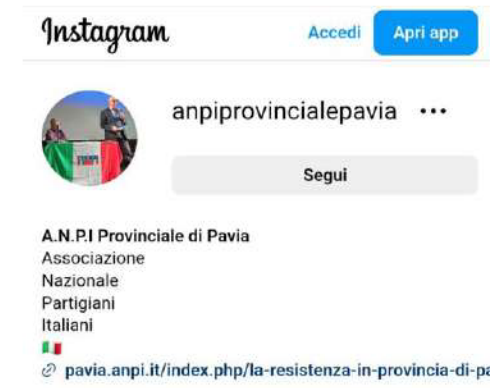 Instagram
Accedi
Apri app
anpiprovincialepavia
Segui
A.N.P.I Provinciale di Pavia
Associazione
Nazionale
Partigiani
Italiani
🇮🇹
pavia.anpi.it/index.php/la-resistenza-in-provincia-di-pa